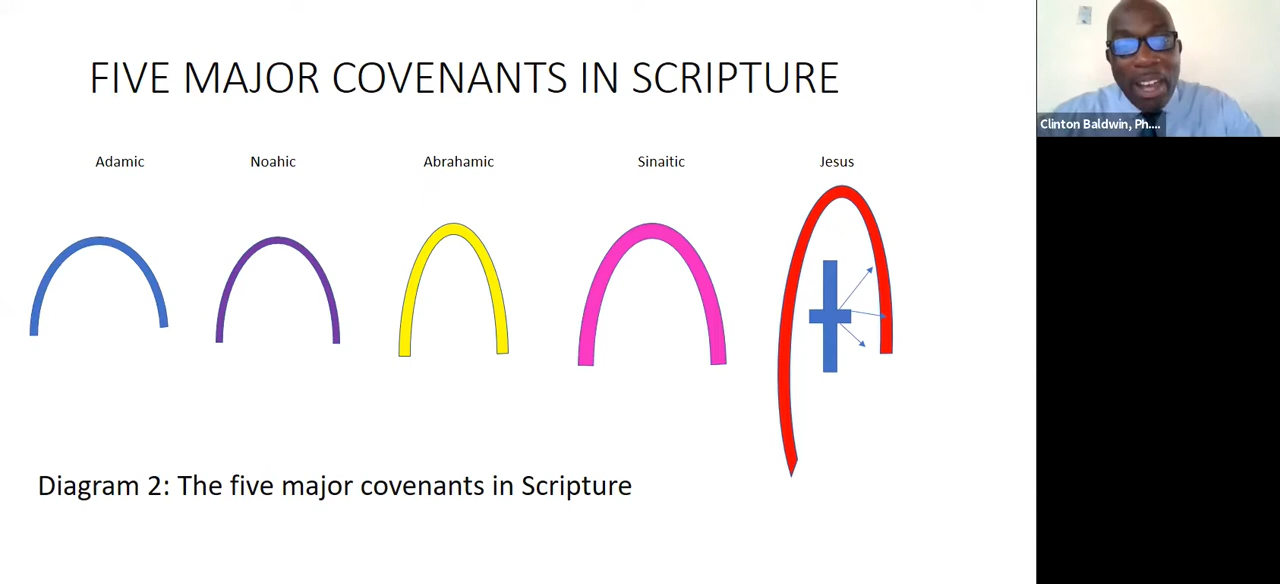 FIVE MAJOR COVENANTS IN SCRIPTURE
Clinton Baldwin, Ph....
Adamic
Noahic
Abrahamic
Sinaitic
Jesus
Diagram 2: The five major covenants in Scripture